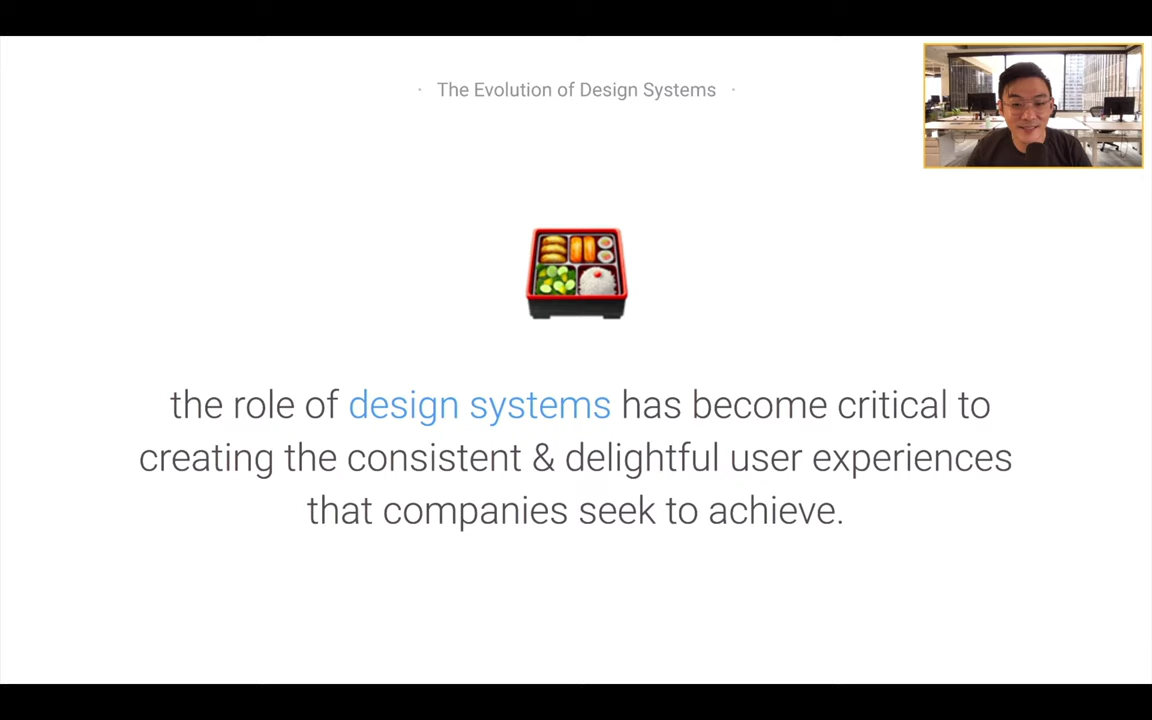 · The Evolution of Design Systems ·
the role of design systems has become critical to
creating the consistent & delightful user experiences
that companies seek to achieve.